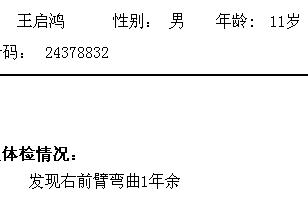 王启鸿 性别： 男 年龄： 11岁
码： 24378832
体检情况：
发现右前臂弯曲1年余